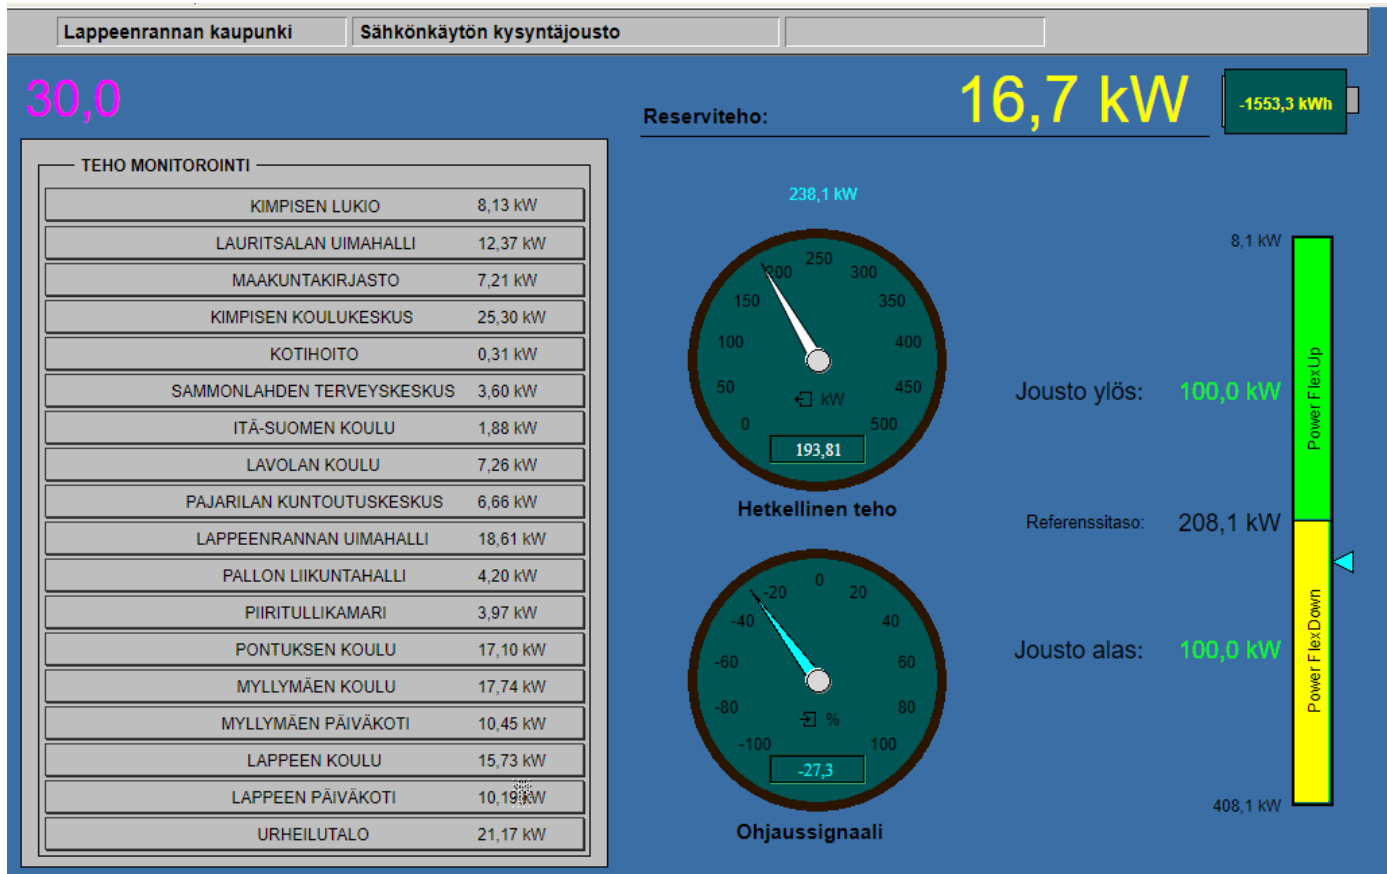 Lappeenrannan kaupunki Sähkönkäytön kysyntäjousto
30,0
Reserviteho: 16,7 kW -1553,3 kWh
TEHO MONITOROINTI
KIMPISEN LUKIO 8,13 kW
LAURITSALAN UIMAHALLI 12,37 kW
MAAKUNTAKIRJASTO 7,21 kW
KIMPISEN KOULUKESKUS 25,30 kW
KOTIHOITO 0,31 kW
SAMMONLAHDEN TERVEYSKESKUS 3,60 kW
ITÄ-SUOMEN KOULU 1,88 kW
LAVOLAN KOULU 7,26 kW
PAJARILAN KUNTOUTUSKESKUS 6,66 kW
LAPPEENRANNAN UIMAHALLI 18,61 kW
PALLON LIIKUNTAHALLI 4,20 kW
PIIRITULLIKAMARI 3,97 kW
PONTUKSEN KOULU 17,10 kW
MYLLYMÄEN KOULU 17,74 kW
MYLLYMÄEN PÄIVÄKOTI 10,45 kW
LAPPEEN KOULU 15,73 kW
LAPPEEN PÄIVÄKOTI 10,19 kW
URHEILUTALO 21,17 kW
238,1 kW
0 50 100 150 200 250 300 350 400 450 500
kW
193,81
Hetkellinen teho
-100 -80 -60 -40 -20 0 20 40 60 80 100
%
-27,3
Ohjaussignaali
8,1 kW
Jousto ylös: 100,0 kW
Power FlexUp
Referenssitaso: 208,1 kW
Jousto alas: 100,0 kW
Power FlexDown
408,1 kW